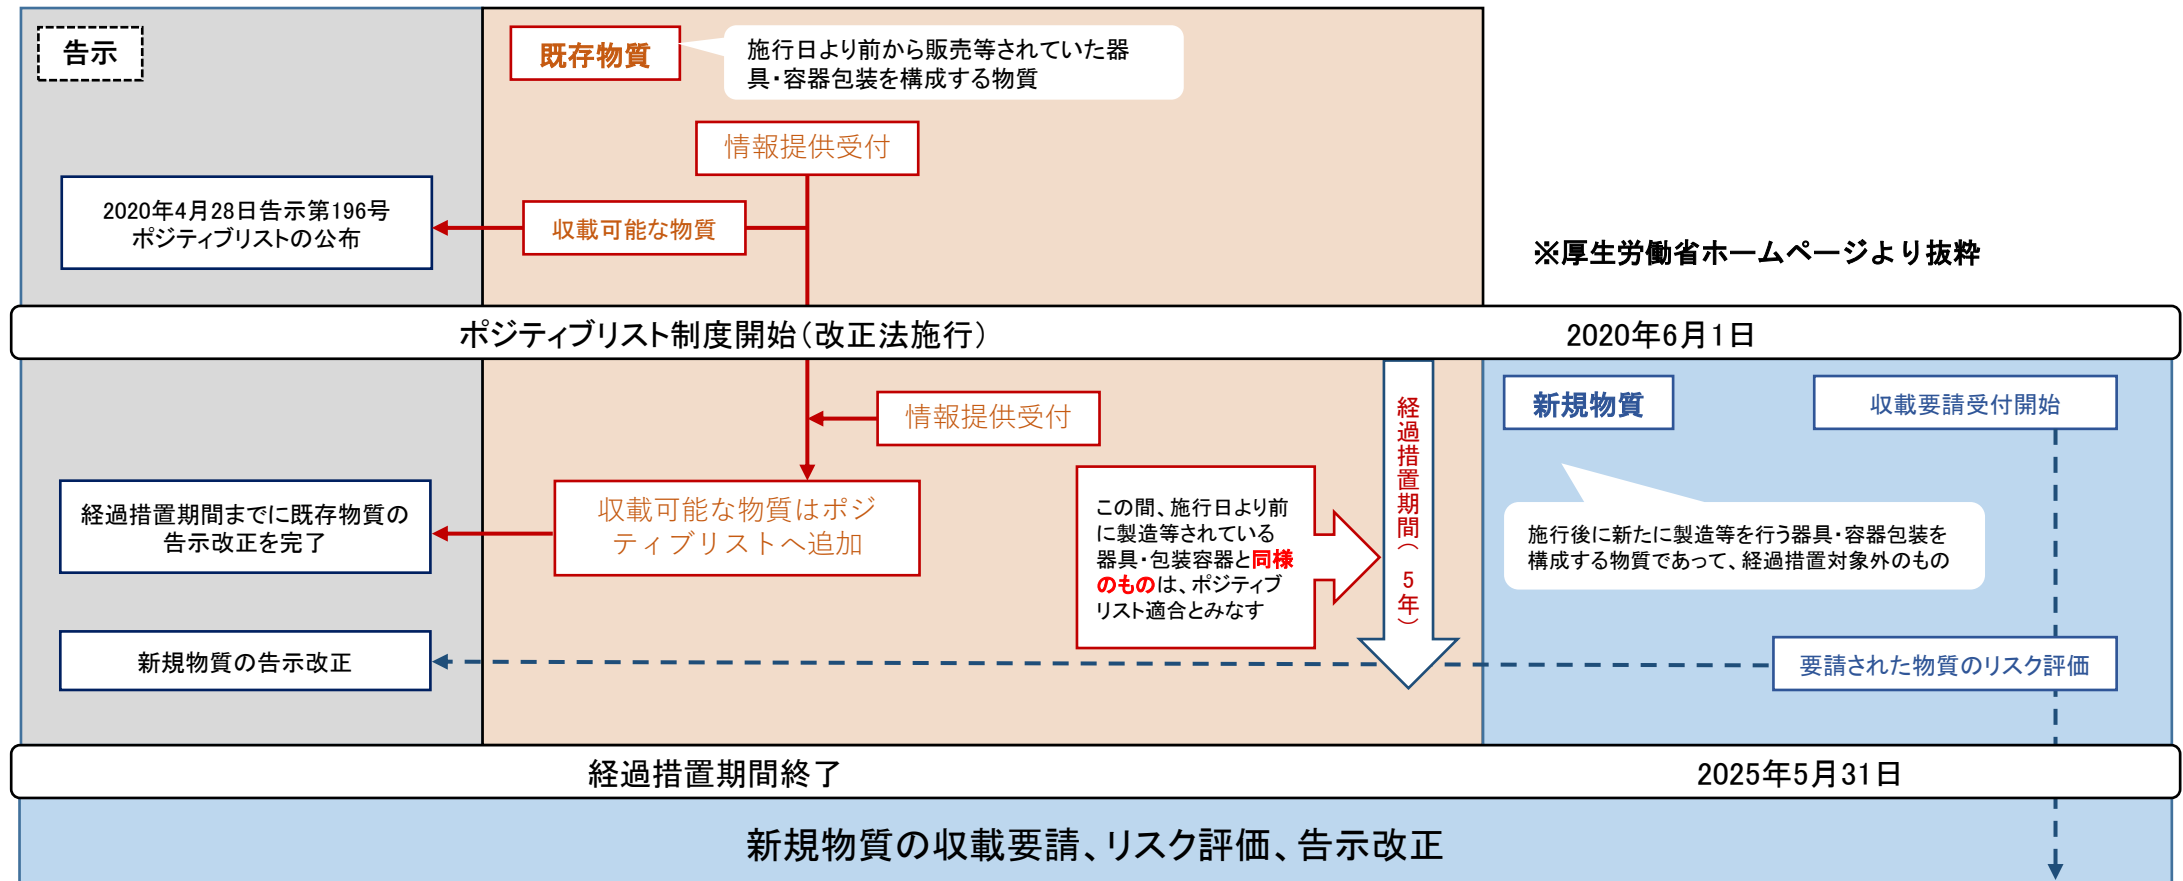 告示
既存物質
施行日より前から販売等されていた器
具・容器包装を構成する物質
情報提供受付
2020年4月28日告示第196号
ポジティブリストの公布
収載可能な物質
※厚生労働省ホームページより抜粋
ポジティブリスト制度開始（改正法施行）
2020年6月1日
情報提供受付
経過措置期間（5年）
新規物質
収載要請受付開始
経過措置期間までに既存物質の
告示改正を完了
収載可能な物質はポジ
ティブリストへ追加
この間、施行日より前
に製造等されている
器具・包装容器と同様
のものは、ポジティブ
リスト適合とみなす
施行後に新たに製造等を行う器具・容器包装を
構成する物質であって、経過措置対象外のもの
新規物質の告示改正
要請された物質のリスク評価
経過措置期間終了
2025年5月31日
新規物質の収載要請、リスク評価、告示改正